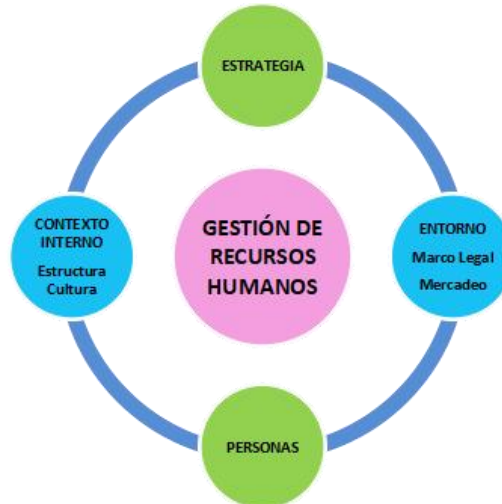 ESTRATEGIA
CONTEXTO
INTERNO
Estructura
Cultura
GESTIÓN DE
RECURSOS
HUMANOS
ENTORNO
Marco Legal
Mercadeo
PERSONAS